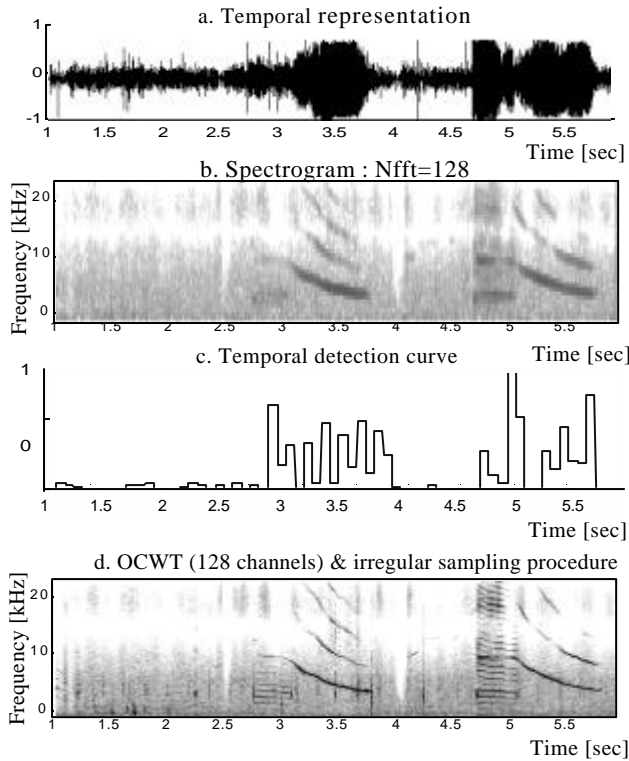 a. Temporal representation
1
0
-1
1 1.5 2 2.5 3 3.5 4 4.5 5 5.5
Time [sec]
b. Spectrogram : Nfft=128
Frequency [kHz]
20
10
0
1 1.5 2 2.5 3 3.5 4 4.5 5 5.5
Time [sec]
c. Temporal detection curve
1
0
1 1.5 2 2.5 3 3.5 4 4.5 5 5.5
Time [sec]
d. OCWT (128 channels) & irregular sampling procedure
Frequency [kHz]
20
10
0
1 1.5 2 2.5 3 3.5 4 4.5 5 5.5
Time [sec]